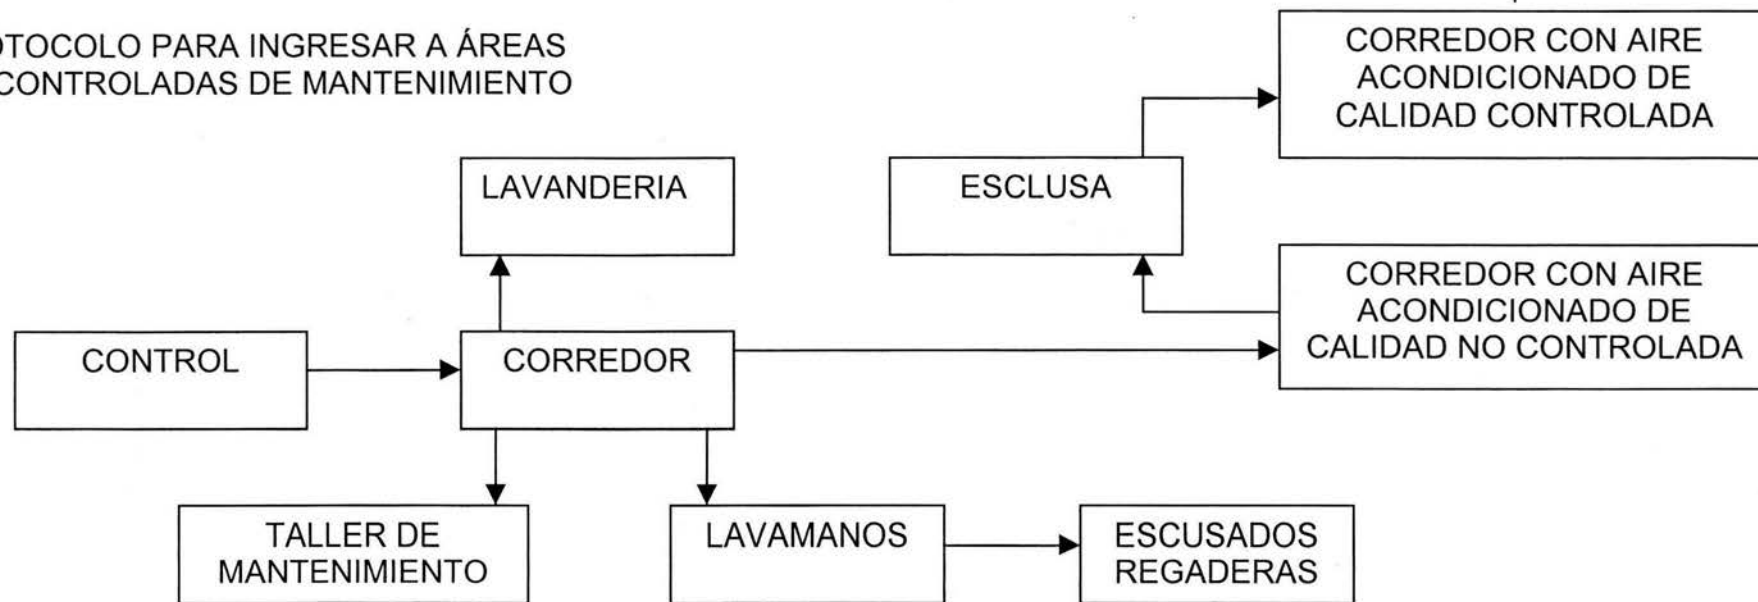 OTOCOLO PARA INGRESAR A ÁREAS
CONTROLADAS DE MANTENIMIENTO
CORREDOR CON AIRE
ACONDICIONADO DE
CALIDAD CONTROLADA
LAVANDERIA
ESCLUSA
CORREDOR CON AIRE
ACONDICIONADO DE
CALIDAD NO CONTROLADA
CONTROL
CORREDOR
TALLER DE
MANTENIMIENTO
LAVAMANOS
ESCUSADOS
REGADERAS